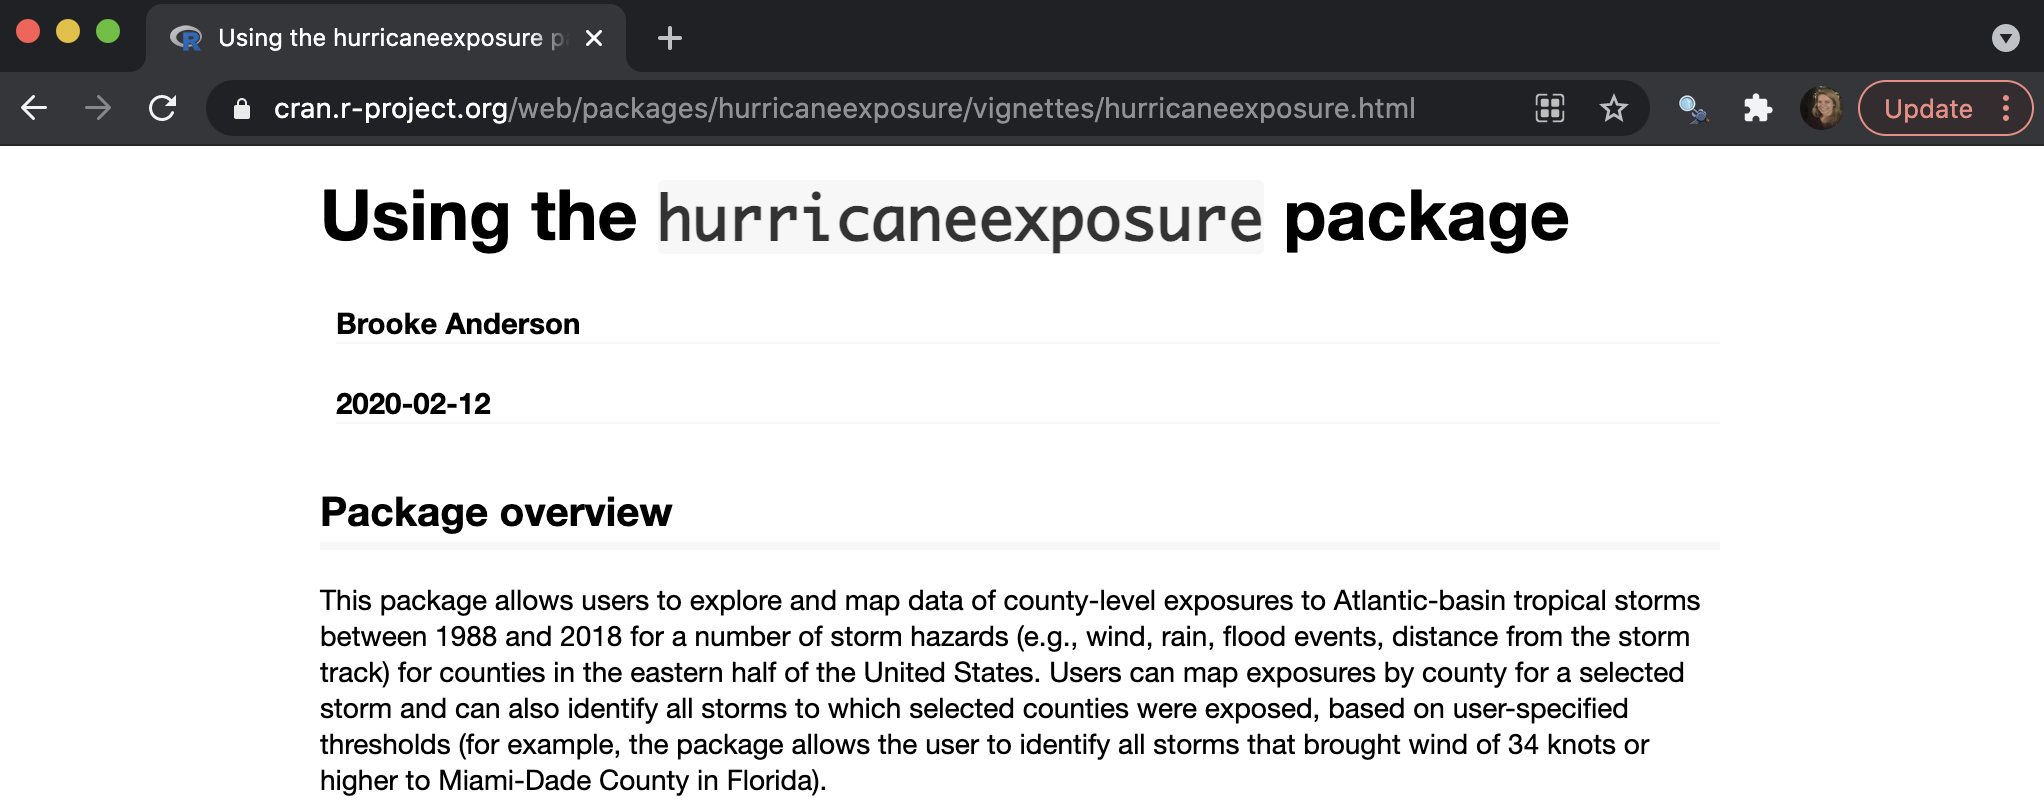 Using the hurricaneexposure p
cran.r-project.org/web/packages/hurricaneexposure/vignettes/hurricaneexposure.html
Update
Using the hurricaneexposure package
Brooke Anderson
2020-02-12
Package overview
This package allows users to explore and map data of county-level exposures to Atlantic-basin tropical storms
between 1988 and 2018 for a number of storm hazards (e.g., wind, rain, flood events, distance from the storm
track) for counties in the eastern half of the United States. Users can map exposures by county for a selected
storm and can also identify all storms to which selected counties were exposed, based on user-specified
thresholds (for example, the package allows the user to identify all storms that brought wind of 34 knots or
higher to Miami-Dade County in Florida).